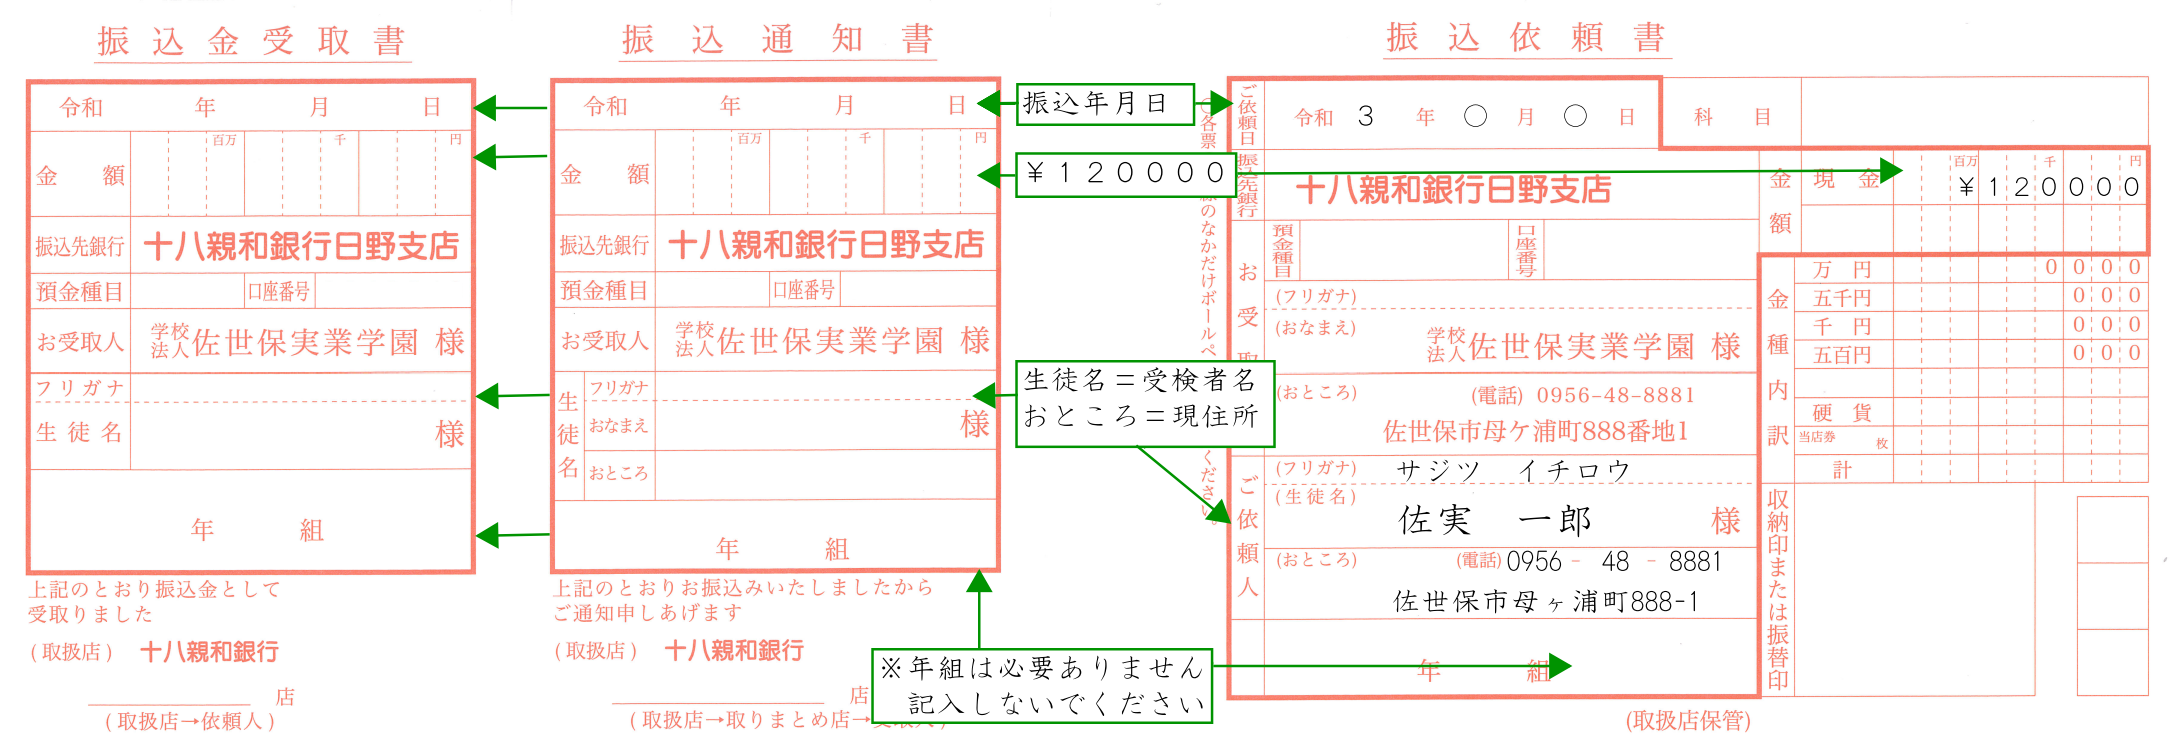 振込金受取書
令和 年 月 日
金額 百万 千 円
振込先銀行 十八親和銀行日野支店
預金種目 口座番号
お受取人 学校法人 佐世保実業学園 様
フリガナ
生徒名 様
年 組
上記のとおり振込金として
受取りました
(取扱店) 十八親和銀行
店
(取扱店→依頼人)
振込通知書
令和 年 月 日
金額 百万 千 円
振込先銀行 十八親和銀行日野支店
預金種目 口座番号
お受取人 学校法人 佐世保実業学園 様
生徒名
フリガナ
おなまえ 様
おところ
年 組
上記のとおりお振込みいたしましたから
ご通知申しあげます
(取扱店) 十八親和銀行
店
(取扱店→取りまとめ店→
振込年月日
¥120000
生徒名＝受検者名
おところ＝現住所
※年組は必要ありません
記入しないでください
○各票
のなかだけボールペ
ください。
振込依頼書
ご依頼日 令和 3 年 ○ 月 ○ 日
科目
振込先銀行 十八親和銀行日野支店
金額 現金 百万 千 円
¥120000
預金種目 口座番号
お受取
(フリガナ)
(おなまえ) 学校法人 佐世保実業学園 様
(おところ) (電話) 0956-48-8881
佐世保市母ケ浦町888番地1
ご依頼人
(フリガナ) サジツ イチロウ
(生徒名) 佐実 一郎 様
(おところ) (電話) 0956 - 48 - 8881
佐世保市母ヶ浦町888-1
年 組
金種内訳
万円 0000
五千円 000
千円 000
五百円 000
硬貨
当店券 枚
計
収納印または振替印
(取扱店保管)